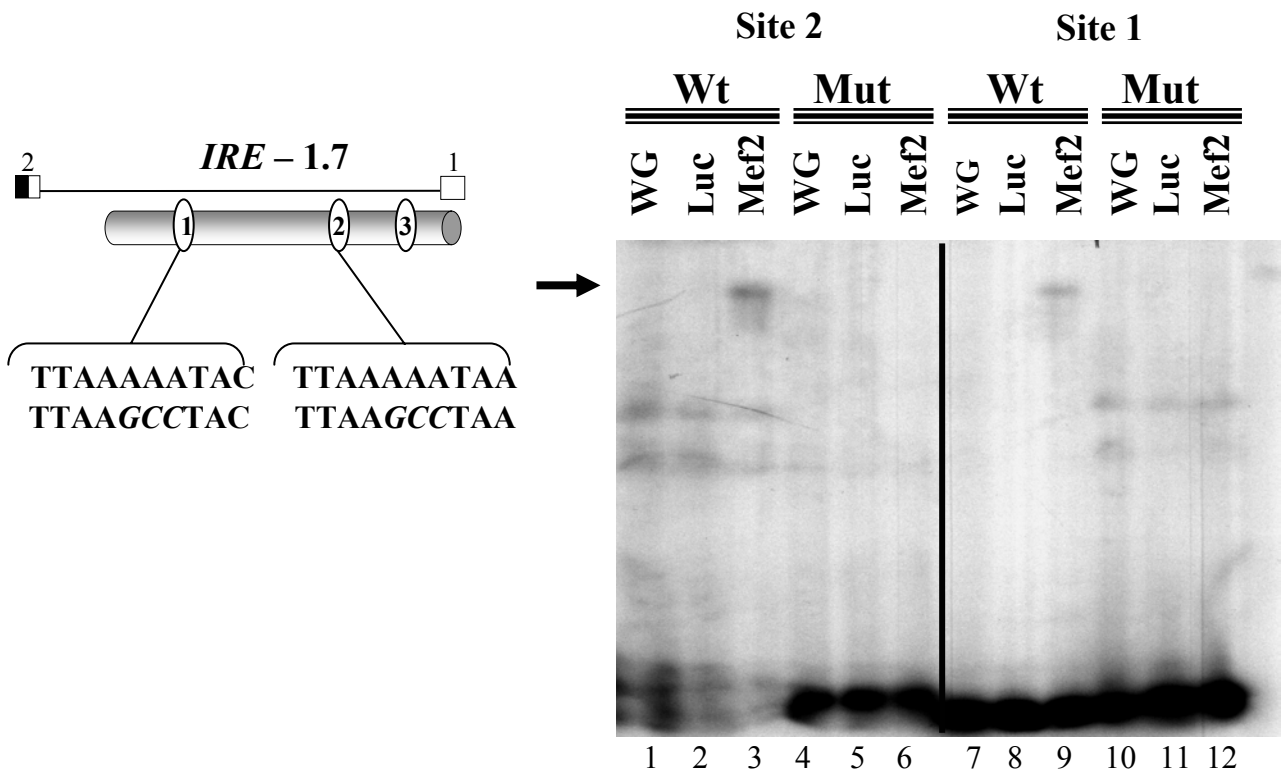 2 IRE – 1.7 1
1 2 3
TTAAAAATAC TTAAAAATAA
TTAAGCCTAC TTAAGCCTAA
Site 2 Site 1
Wt Mut Wt Mut
WG Luc Mef2 WG Luc Mef2 WG Luc Mef2 WG Luc Mef2
1 2 3 4 5 6 7 8 9 10 11 12